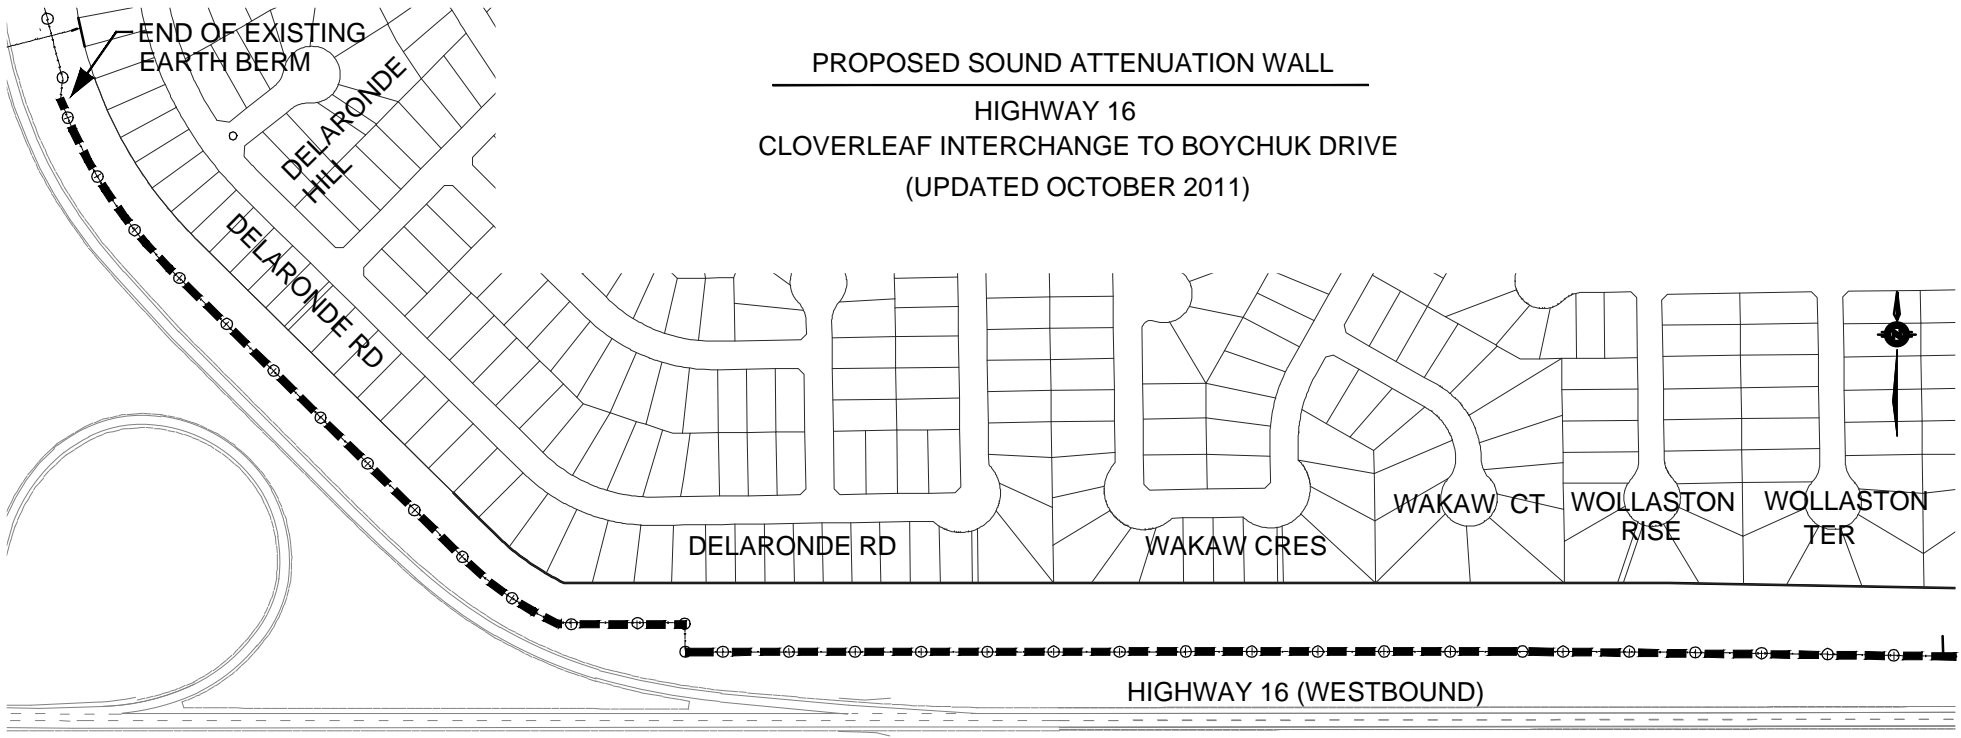 END OF EXISTING
EARTH BERM
PROPOSED SOUND ATTENUATION WALL
HIGHWAY 16
CLOVERLEAF INTERCHANGE TO BOYCHUK DRIVE
(UPDATED OCTOBER 2011)
DELARONDE
HILL
DELARONDE RD
DELARONDE RD
WAKAW CRES
WAKAW CT
WOLLASTON
RISE
WOLLASTON
TER
N
HIGHWAY 16 (WESTBOUND)